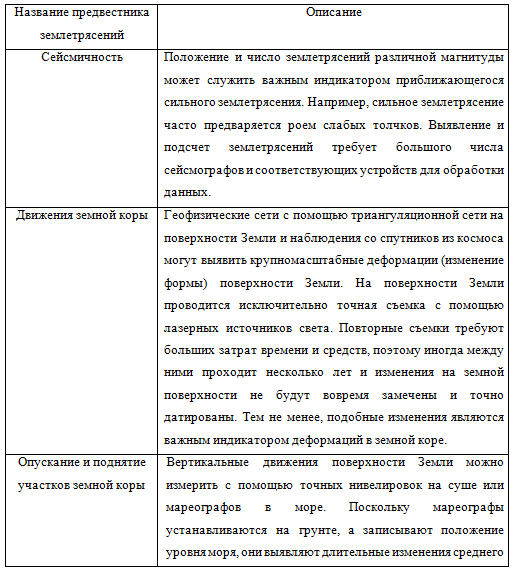 Название предвестника
землетрясений
Описание
Сейсмичность
Положение и число землетрясений различной магнитуды
может служить важным индикатором приближающегося
сильного землетрясения. Например, сильное землетрясение
часто предваряется роем слабых толчков. Выявление и
подсчет землетрясений требует большого числа
сейсмографов и соответствующих устройств для обработки
данных.
Движения земной коры
Геофизические сети с помощью триангуляционной сети на
поверхности Земли и наблюдения со спутников из космоса
могут выявить крупномасштабные деформации (изменение
формы) поверхности Земли. На поверхности Земли
проводится исключительно точная съемка с помощью
лазерных источников света. Повторные съемки требуют
больших затрат времени и средств, поэтому иногда между
ними проходит несколько лет и изменения на земной
поверхности не будут вовремя замечены и точно
датированы. Тем не менее, подобные изменения являются
важным индикатором деформаций в земной коре.
Опускание и поднятие
участков земной коры
Вертикальные движения поверхности Земли можно
измерить с помощью точных нивелировок на суше или
мареографов в море. Поскольку мареографы
устанавливаются на грунте, а записывают положение
уровня моря, они выявляют длительные изменения среднего